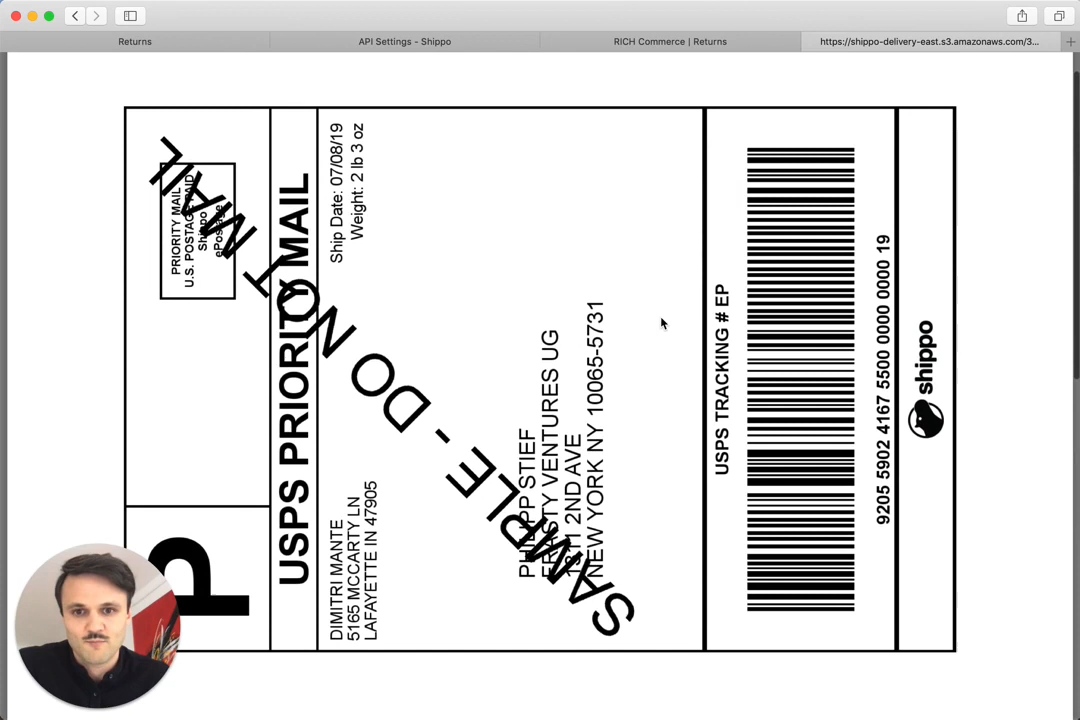 Returns
API Settings - Shippo
RICH Commerce | Returns
https://shippo-delivery-east.s3.amazonaws.com/3...
P
PRIORITY MAIL
U.S. POSTAGE PAID
Shippo
ePostage
USPS PRIORITY MAIL
Ship Date: 07/08/19
Weight: 2 lb 3 oz
DIMITRI MANTE
5165 MCCARTY LN
LAFAYETTE IN 47905
PHILIPP STIEF
VENTURES UG
2ND AVE
NEW YORK NY 10065-5731
SAMPLE - DO NOT MAIL
USPS TRACKING # EP
9205 5902 4167 5500 0000 0000 19
shippo